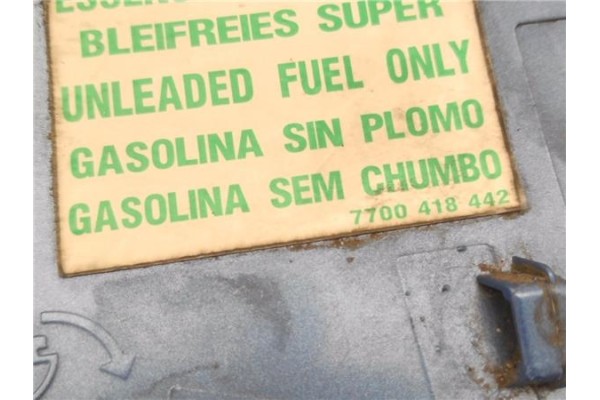 BLEIFREIES SUPER
UNLEADED FUEL ONLY
GASOLINA SIN PLOMO
GASOLINA SEM CHUMBO
7700 418 442